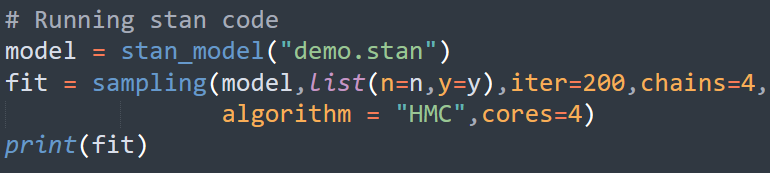 # Running stan code
model = stan_model("demo.stan")
fit = sampling(model,list(n=n,y=y),iter=200,chains=4,
algorithm = "HMC",cores=4)
print(fit)